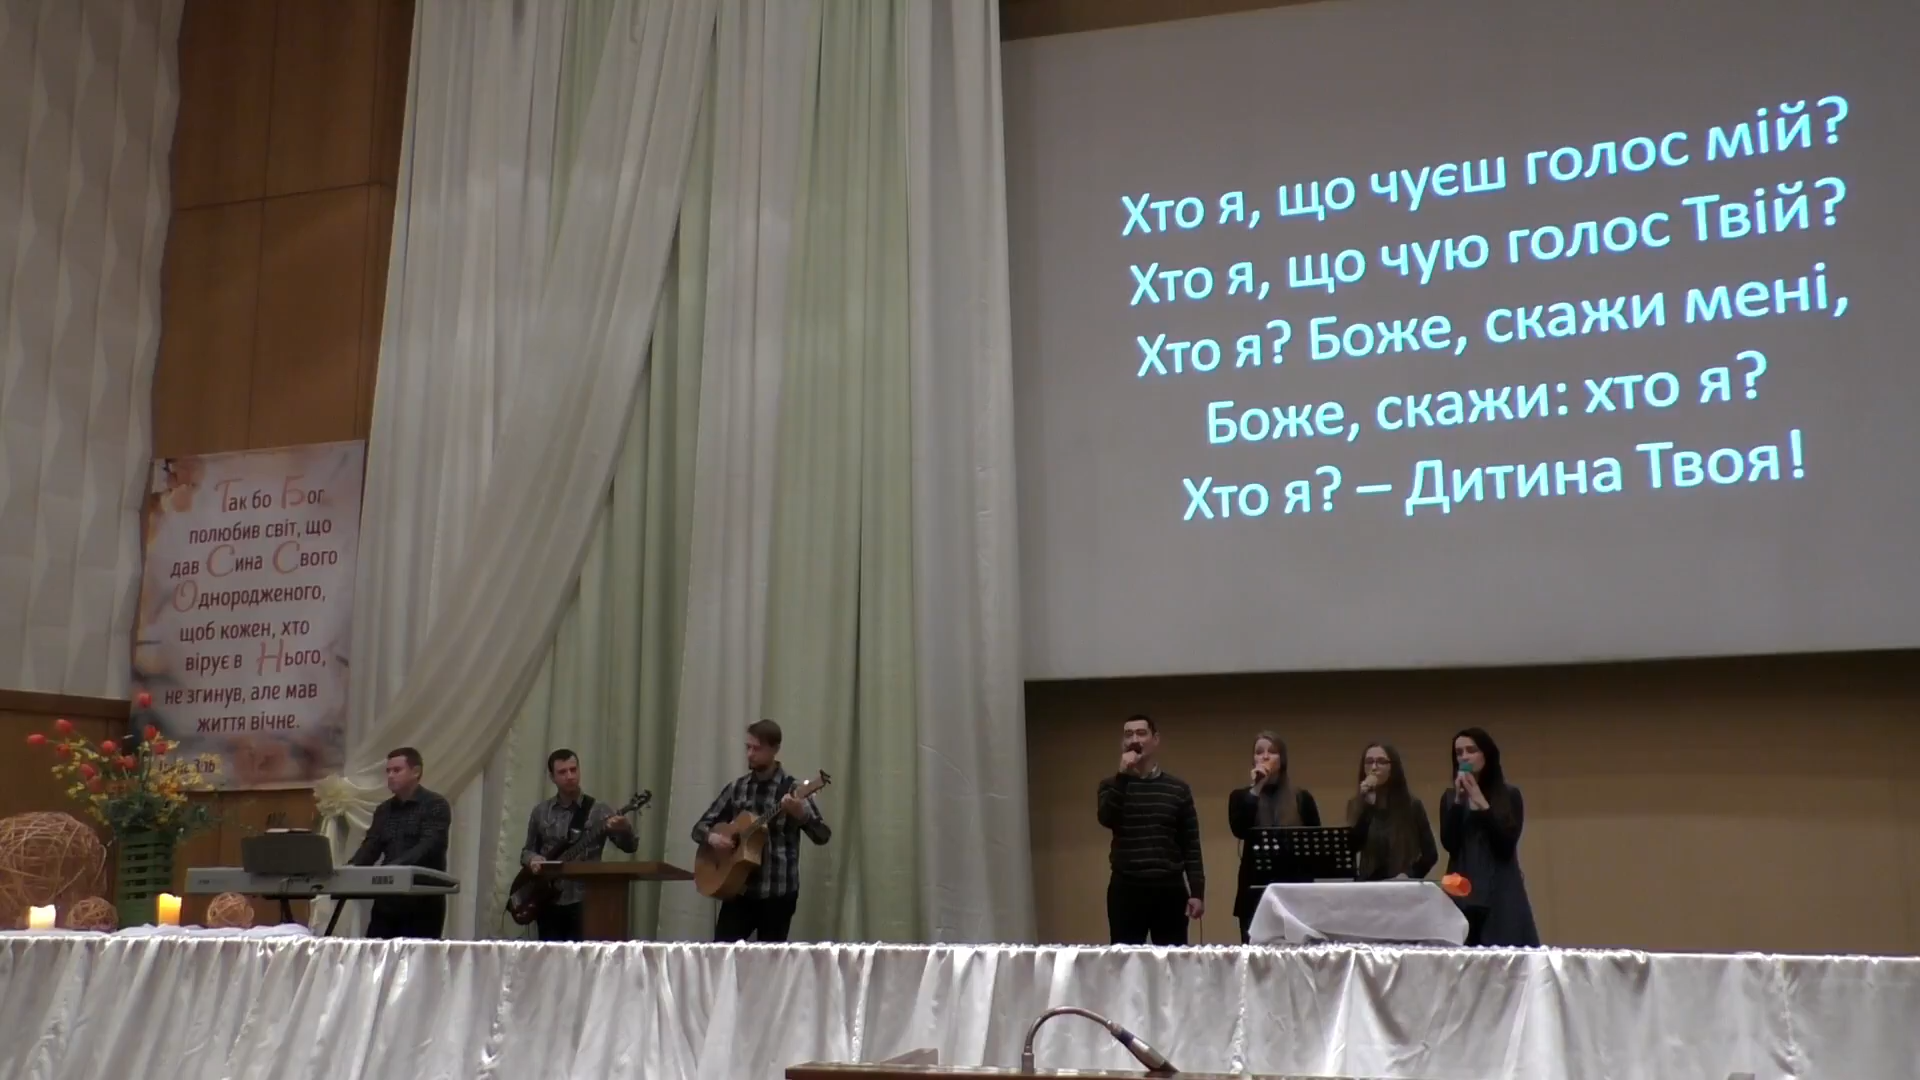 Хто я, що чуєш голос мій?
Хто я, що чую голос Твій?
Хто я? Боже, скажи мені,
Боже, скажи: хто я?
Хто я? – Дитина Твоя!
Так бо Бог
полюбив світ, що
дав Сина Свого
Однородженого,
щоб кожен, хто
вірує в Нього,
не згинув, але мав
життя вічне.
3:16